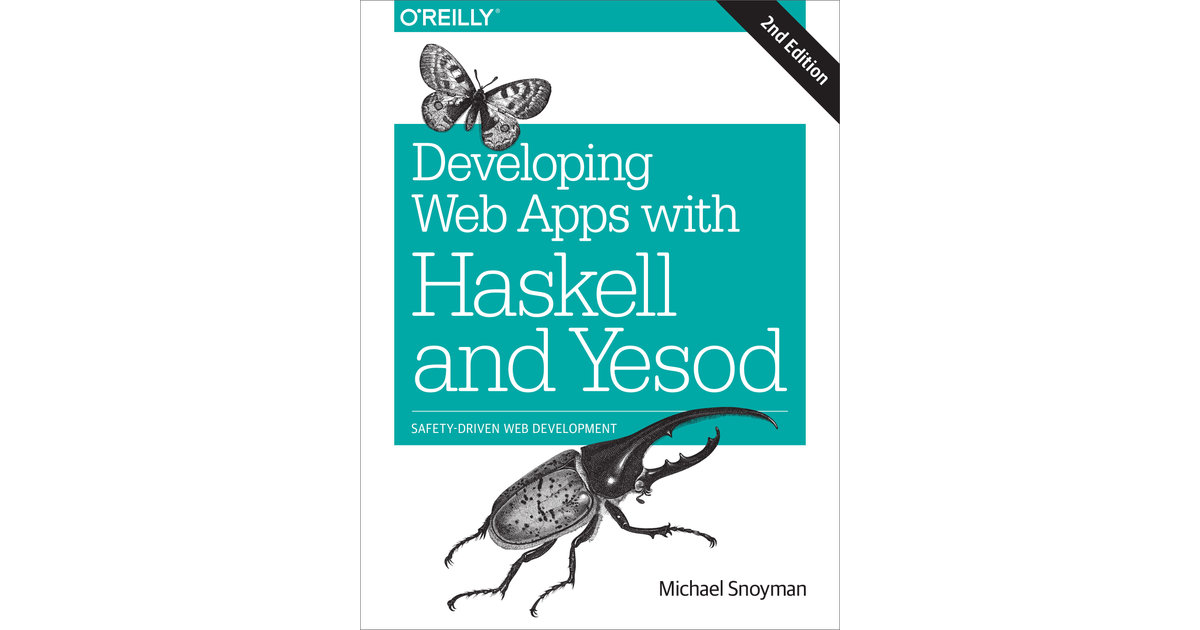 O'REILLY®
2nd Edition
Developing
Web Apps with
Haskell
and Yesod
SAFETY-DRIVEN WEB DEVELOPMENT
Michael Snoyman